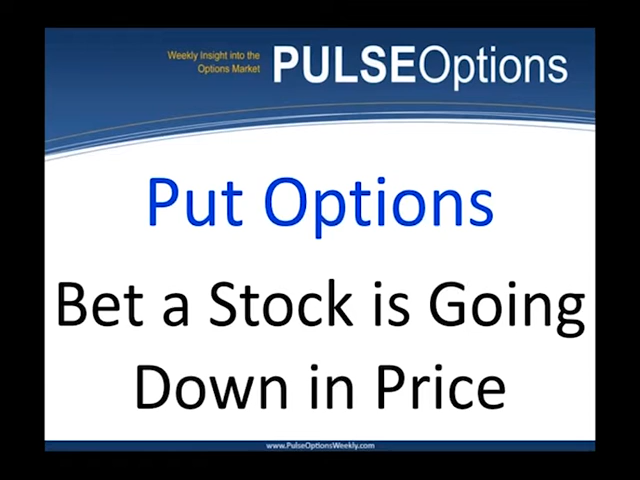 Weekly Insight into the
Options Market
PULSEOptions
Put Options
Bet a Stock is Going
Down in Price
www.PulseOptionsWeekly.com